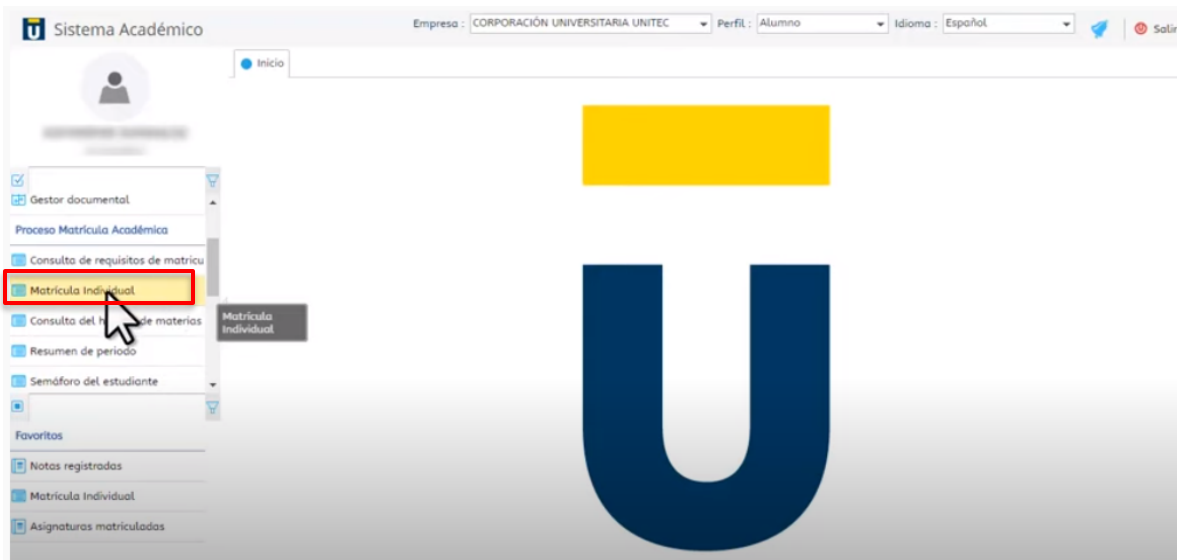 Sistema Académico
Empresa : CORPORACIÓN UNIVERSITARIA UNITEC Perfil : Alumno Idioma : Español Salir
Inicio
Gestor documental
Proceso Matrícula Académica
Consulta de requisitos de matricu
Matrícula Individual
Matrícula
Individual
Consulta del de materias
Resumen de periodo
Semáforo del estudiante
Favoritos
Notas registradas
Matrícula Individual
Asignaturas matriculadas